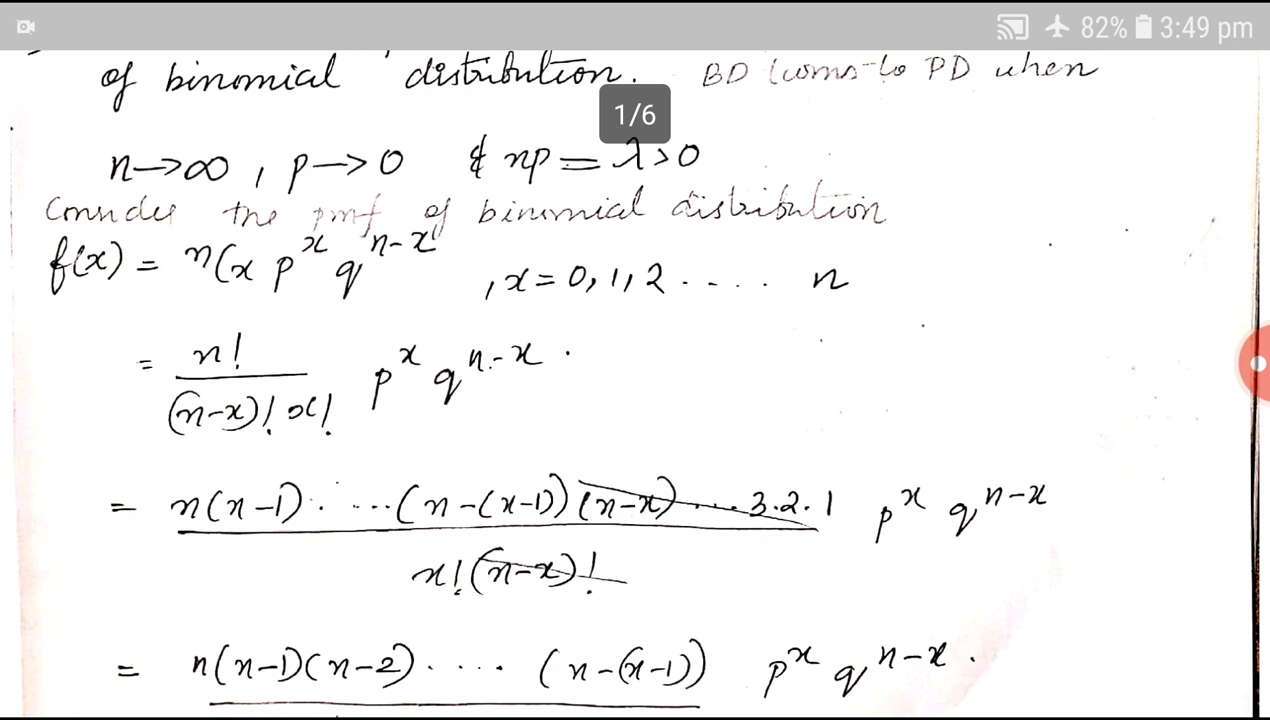 82% 3:49 pm
of binomial distribution. BD tends to PD when
1/6
n→∞, p→0 & np = λ>0
Consider the pmf of binomial distribution
f(x) = nCx p^x q^(n-x) , x = 0, 1, 2 .... n
= n! / (n-x)! x! p^x q^(n-x).
= n(n-1).....(n-(x-1))(n-x)....3.2.1 / x!(n-x)! p^x q^(n-x)
= n(n-1)(n-2)..... (n-(x-1)) p^x q^(n-x).